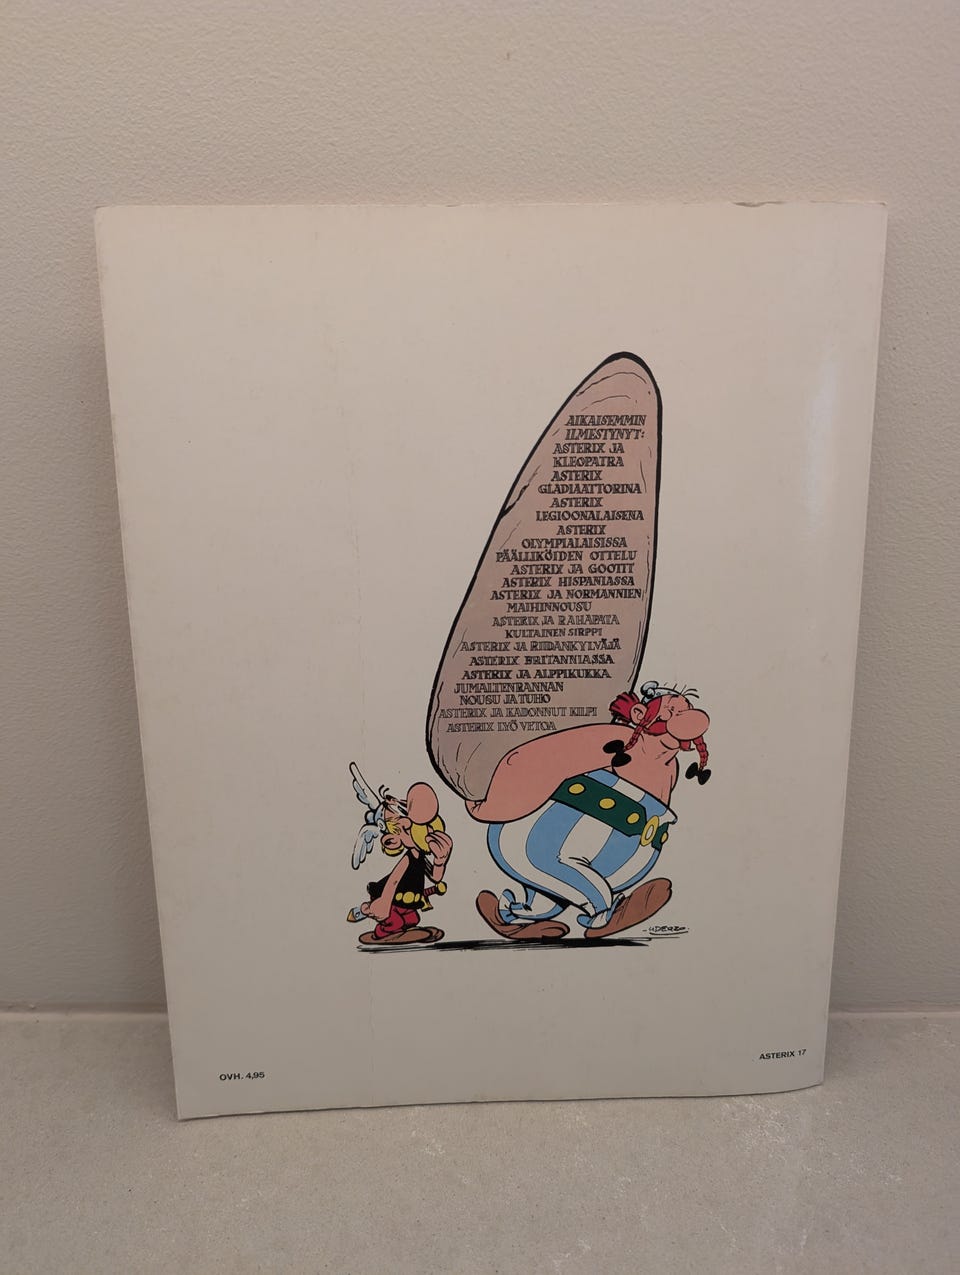 AIKAISEMMIN
ILMESTYNYT:
ASTERIX JA
KLEOPATRA
ASTERIX
GLADIAATTORINA
ASTERIX
LEGIOONALAISENA
ASTERIX
OLYMPIALAISISSA
PÄÄLLIKÖIDEN OTTELU
ASTERIX JA GOOTIT
ASTERIX HISPANIASSA
ASTERIX JA NORMANNIEN
MAIHINNOUSU
ASTERIX JA RAHAPATA
KULTAINEN SIRPPI
ASTERIX JA RIIDANKYLVÄJÄ
ASTERIX BRITANNIASSA
ASTERIX JA ALPPIKUKKA
JUMALTENRANNAN
NOUSU JA TUHO
ASTERIX JA KADONNUT KILPI
ASTERIX LYÖ VETOA
-UDERZO-
OVH. 4,95
ASTERIX 17